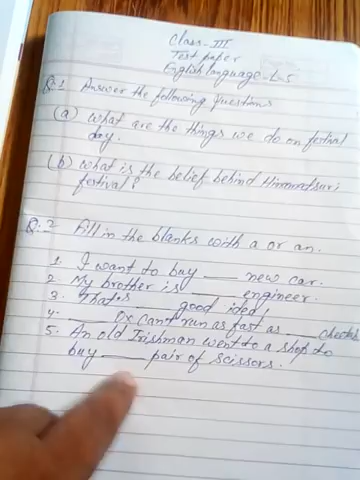 Class - III
Test paper
English language - L-5
Q.1 Answer the following Questions
(a) what are the things we do on festival
day.
(b) what is the belief behind Himmatsuri
festival?
Q.2 Fill in the blanks with a or an.
1. I want to buy ___ new car.
2. My brother is ___ engineer.
3. That's ___ good idea!
4. ___ Ox can't run as fast as ___
5. An old Irishman went to a shop to
buy ___ pair of scissors.